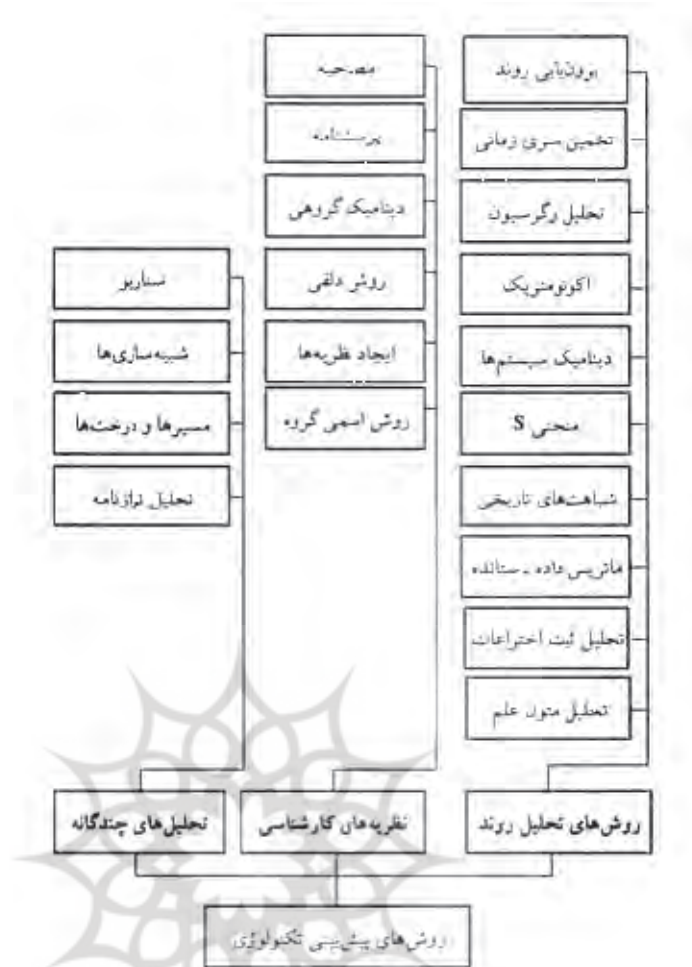 برون‌یابی روند
تخمین سری زمانی
تحلیل رگرسیون
اکونومتریک
دینامیک سیستم‌ها
منحنی S
شباهت‌های تاریخی
ماتریس داده ـ ستانده
تحلیل ثبت اختراعات
تحلیل متون علم
روش‌های تحلیل روند
مصاحبه
پرسشنامه
دینامیک گروهی
روش دلفی
ایجاد نظریه‌ها
روش اسمی گروه
نظریه‌های کارشناسی
سناریو
شبیه‌سازی‌ها
مسیرها و درخت‌ها
تحلیل ترازنامه
تحلیل‌های چندگانه
روش‌های پیش‌بینی تکنولوژی